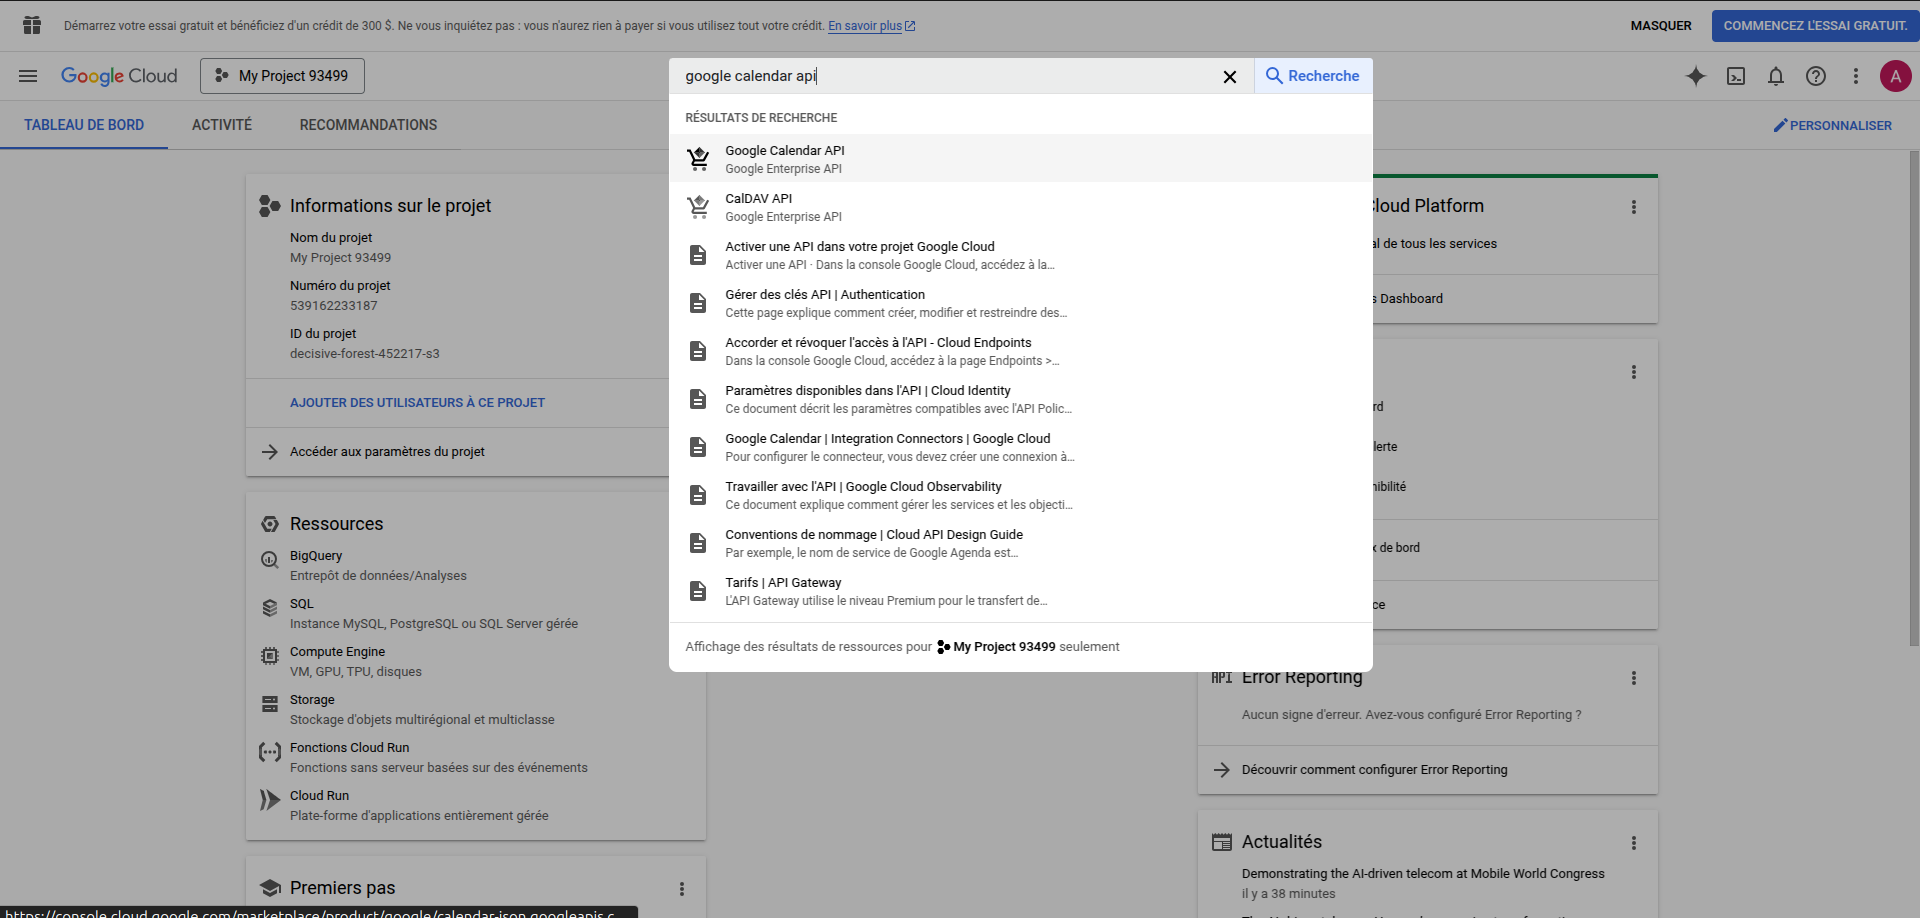 Démarrez votre essai gratuit et bénéficiez d'un crédit de 300 $. Ne vous inquiétez pas : vous n'aurez rien à payer si vous utilisez tout votre crédit. En savoir plus
MASQUER
COMMENCEZ L'ESSAI GRATUIT.
Google Cloud
My Project 93499
google calendar api
Recherche
A
TABLEAU DE BORD
ACTIVITÉ
RECOMMANDATIONS
PERSONNALISER
RÉSULTATS DE RECHERCHE
Google Calendar API
Google Enterprise API
CalDAV API
Google Enterprise API
Activer une API dans votre projet Google Cloud
Activer une API · Dans la console Google Cloud, accédez à la…
Gérer des clés API | Authentication
Cette page explique comment créer, modifier et restreindre des…
Accorder et révoquer l'accès à l'API - Cloud Endpoints
Dans la console Google Cloud, accédez à la page Endpoints >…
Paramètres disponibles dans l'API | Cloud Identity
Ce document décrit les paramètres compatibles avec l'API Polic…
Google Calendar | Integration Connectors | Google Cloud
Pour configurer le connecteur, vous devez créer une connexion à…
Travailler avec l'API | Google Cloud Observability
Ce document explique comment gérer les services et les objecti…
Conventions de nommage | Cloud API Design Guide
Par exemple, le nom de service de Google Agenda est…
Tarifs | API Gateway
L'API Gateway utilise le niveau Premium pour le transfert de…
Affichage des résultats de ressources pour My Project 93499 seulement
Informations sur le projet
Nom du projet
My Project 93499
Numéro du projet
539162233187
ID du projet
decisive-forest-452217-s3
AJOUTER DES UTILISATEURS À CE PROJET
Accéder aux paramètres du projet
Ressources
BigQuery
Entrepôt de données/Analyses
SQL
Instance MySQL, PostgreSQL ou SQL Server gérée
Compute Engine
VM, GPU, TPU, disques
Storage
Stockage d'objets multirégional et multiclasse
Fonctions Cloud Run
Fonctions sans serveur basées sur des événements
Cloud Run
Plate-forme d'applications entièrement gérée
Premiers pas
Cloud Platform
al de tous les services
s Dashboard
rd
lerte
nibilité
x de bord
ce
API Error Reporting
Aucun signe d'erreur. Avez-vous configuré Error Reporting ?
Découvrir comment configurer Error Reporting
Actualités
Demonstrating the AI-driven telecom at Mobile World Congress
il y a 38 minutes
https://console.cloud.google.com/marketplace/product/google/calendar-json.googleapis.c…